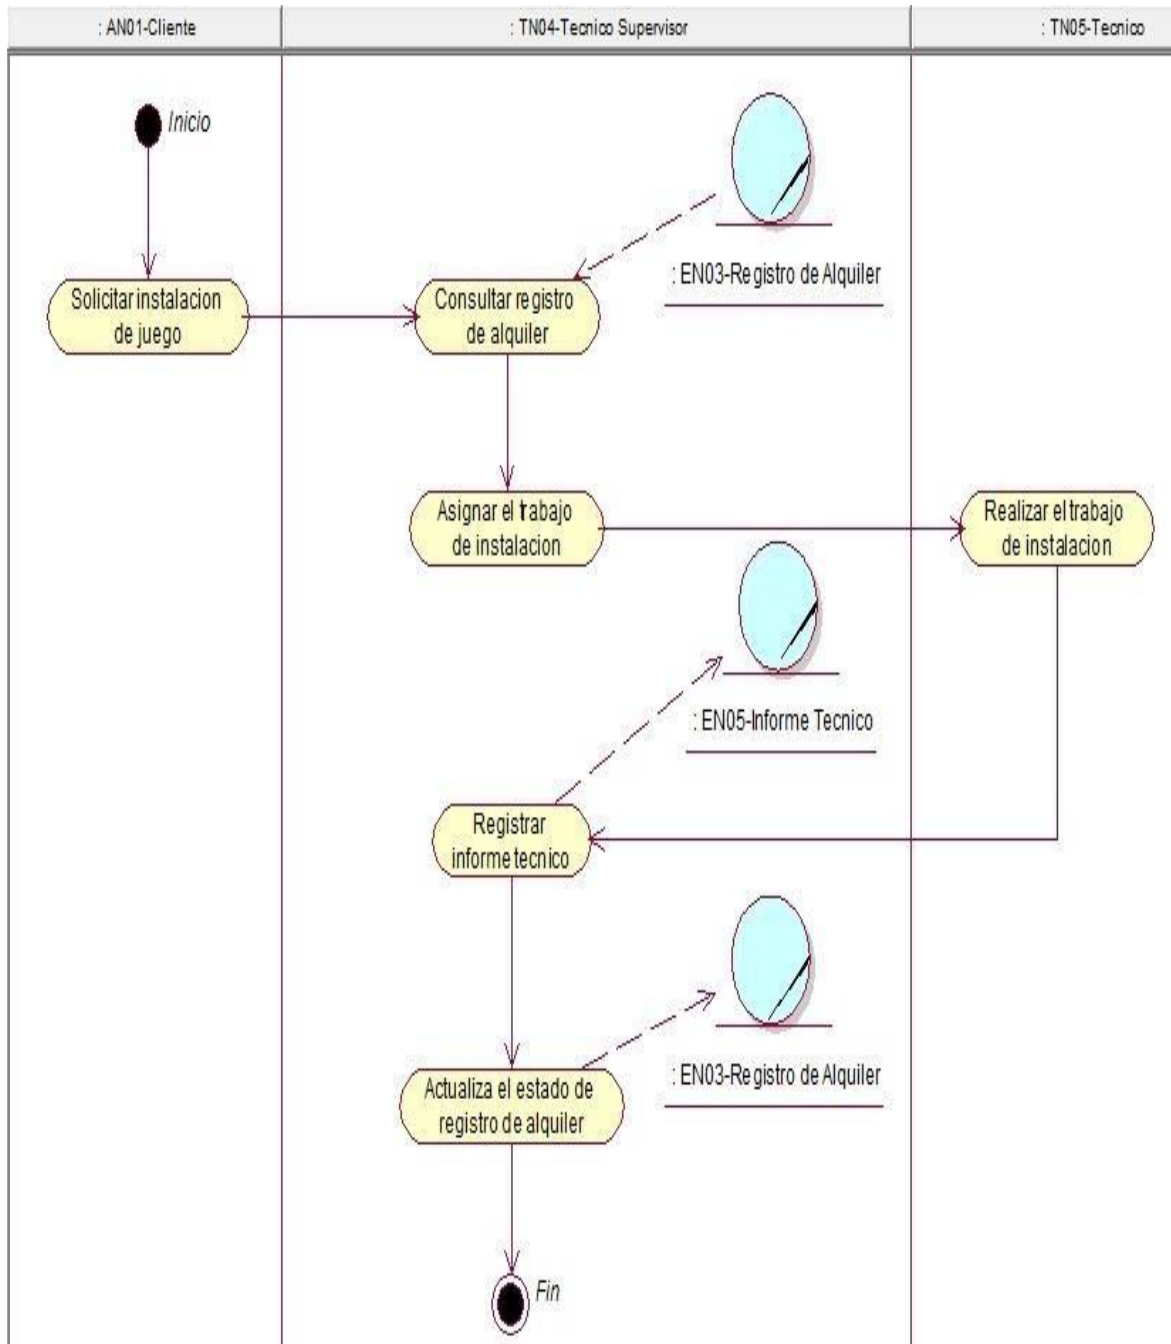 : AN01-Cliente
: TN04-Tecnico Supervisor
: TN05-Tecnico
Inicio
: EN03-Registro de Alquiler
Solicitar instalacion
de juego
Consultar registro
de alquiler
Asignar el trabajo
de instalacion
Realizar el trabajo
de instalacion
: EN05-Informe Tecnico
Registrar
informe tecnico
: EN03-Registro de Alquiler
Actualiza el estado de
registro de alquiler
Fin